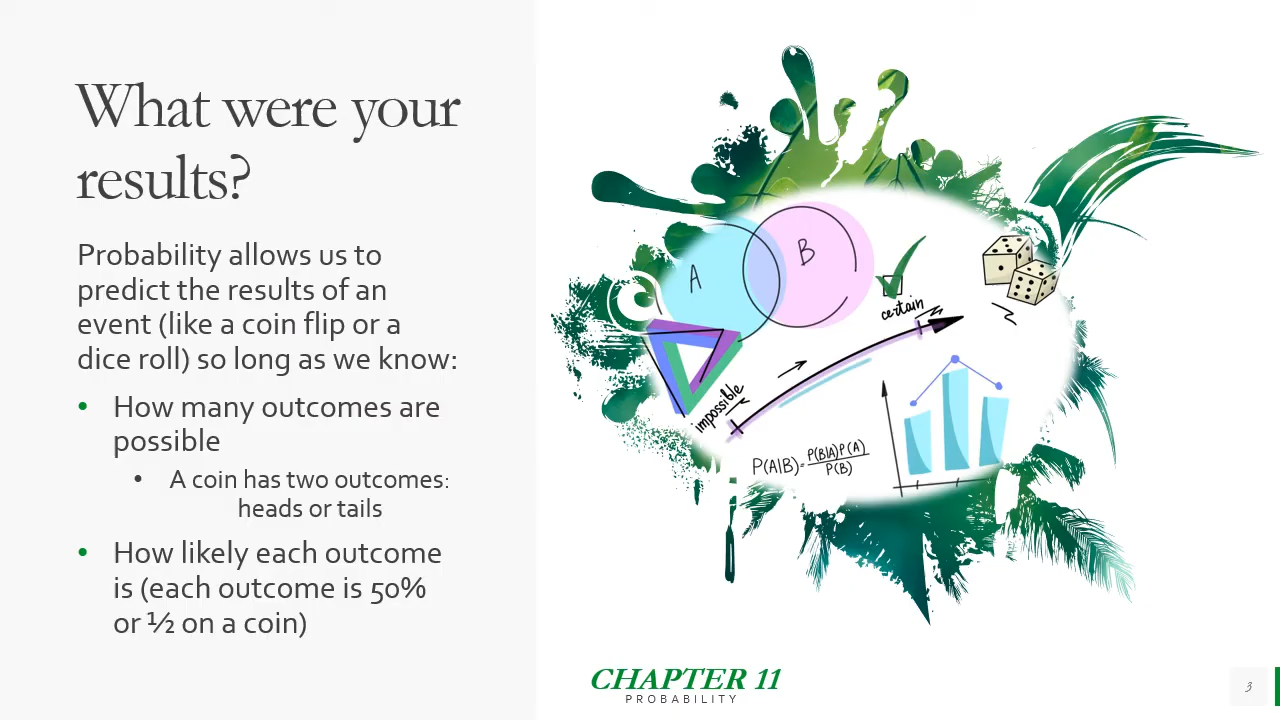 What were your
results?
Probability allows us to
predict the results of an
event (like a coin flip or a
dice roll) so long as we know:
• How many outcomes are
possible
• A coin has two outcomes:
heads or tails
• How likely each outcome
is (each outcome is 50%
or ½ on a coin)
A
B
certain
impossible
P(A|B)=P(B|A)P(A)
P(B)
CHAPTER 11
PROBABILITY
3